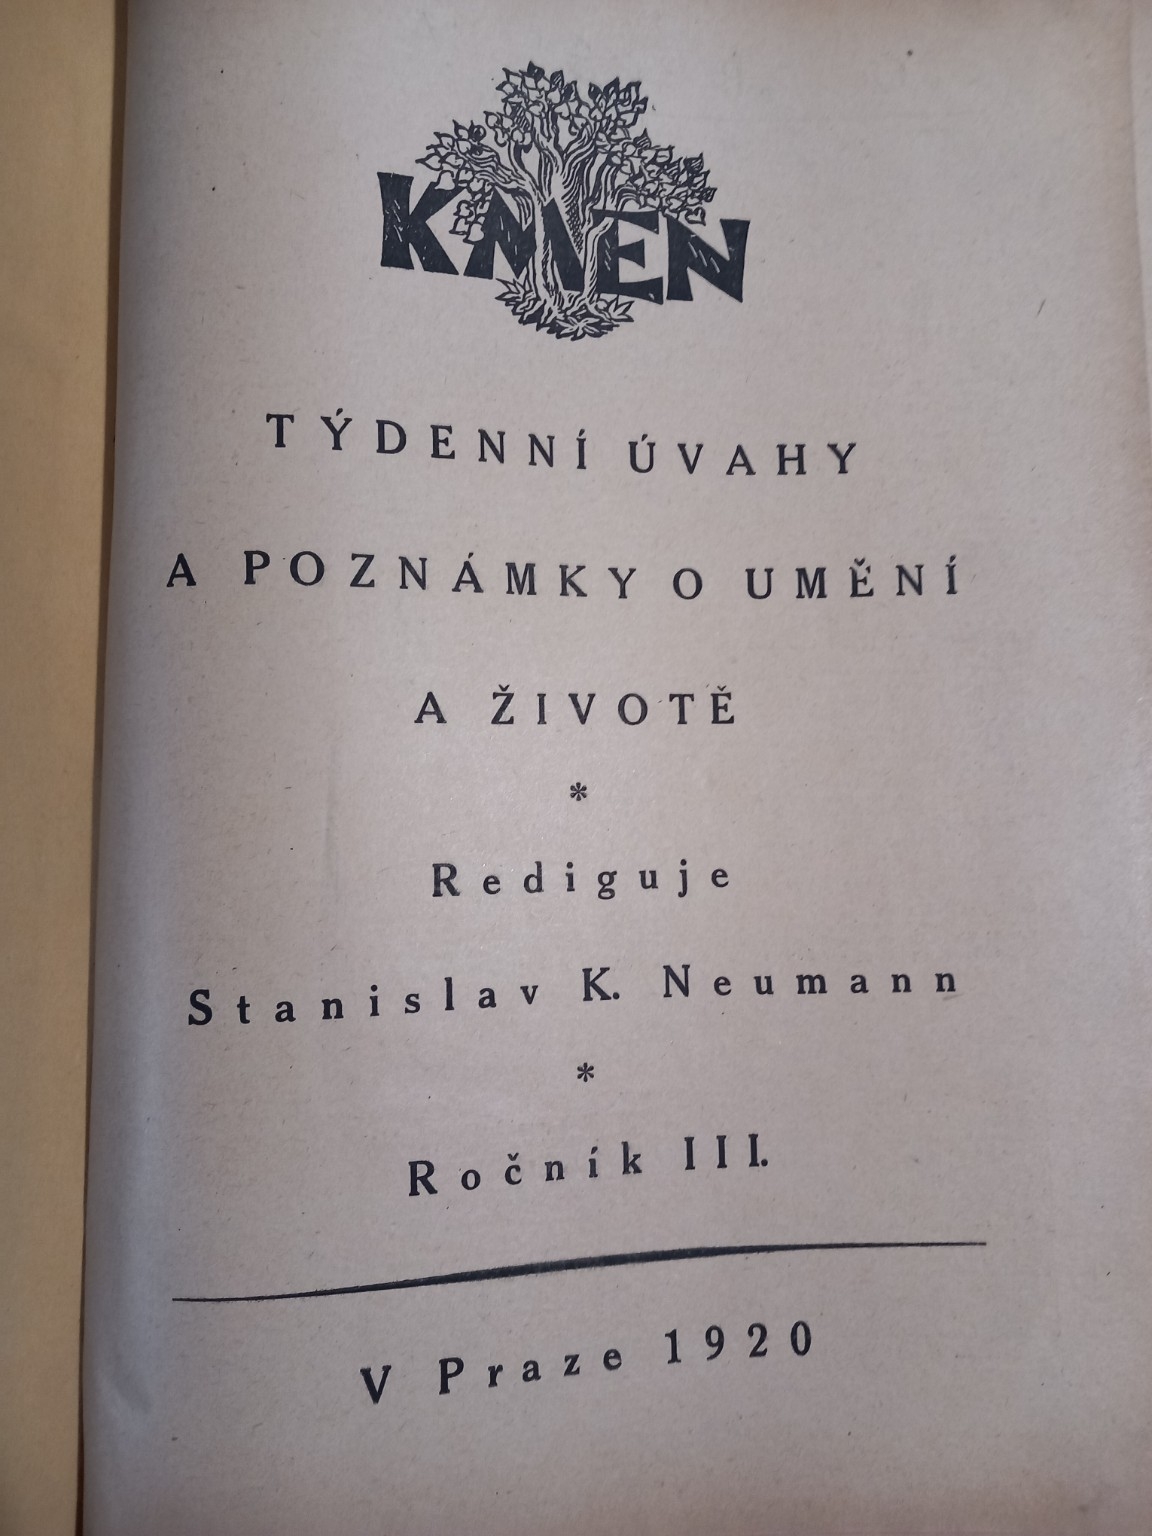 KMEN
TÝDENNÍ ÚVAHY
A POZNÁMKY O UMĚNÍ
A ŽIVOTĚ
*
Rediguje
Stanislav K. Neumann
*
Ročník III.
V Praze 1920